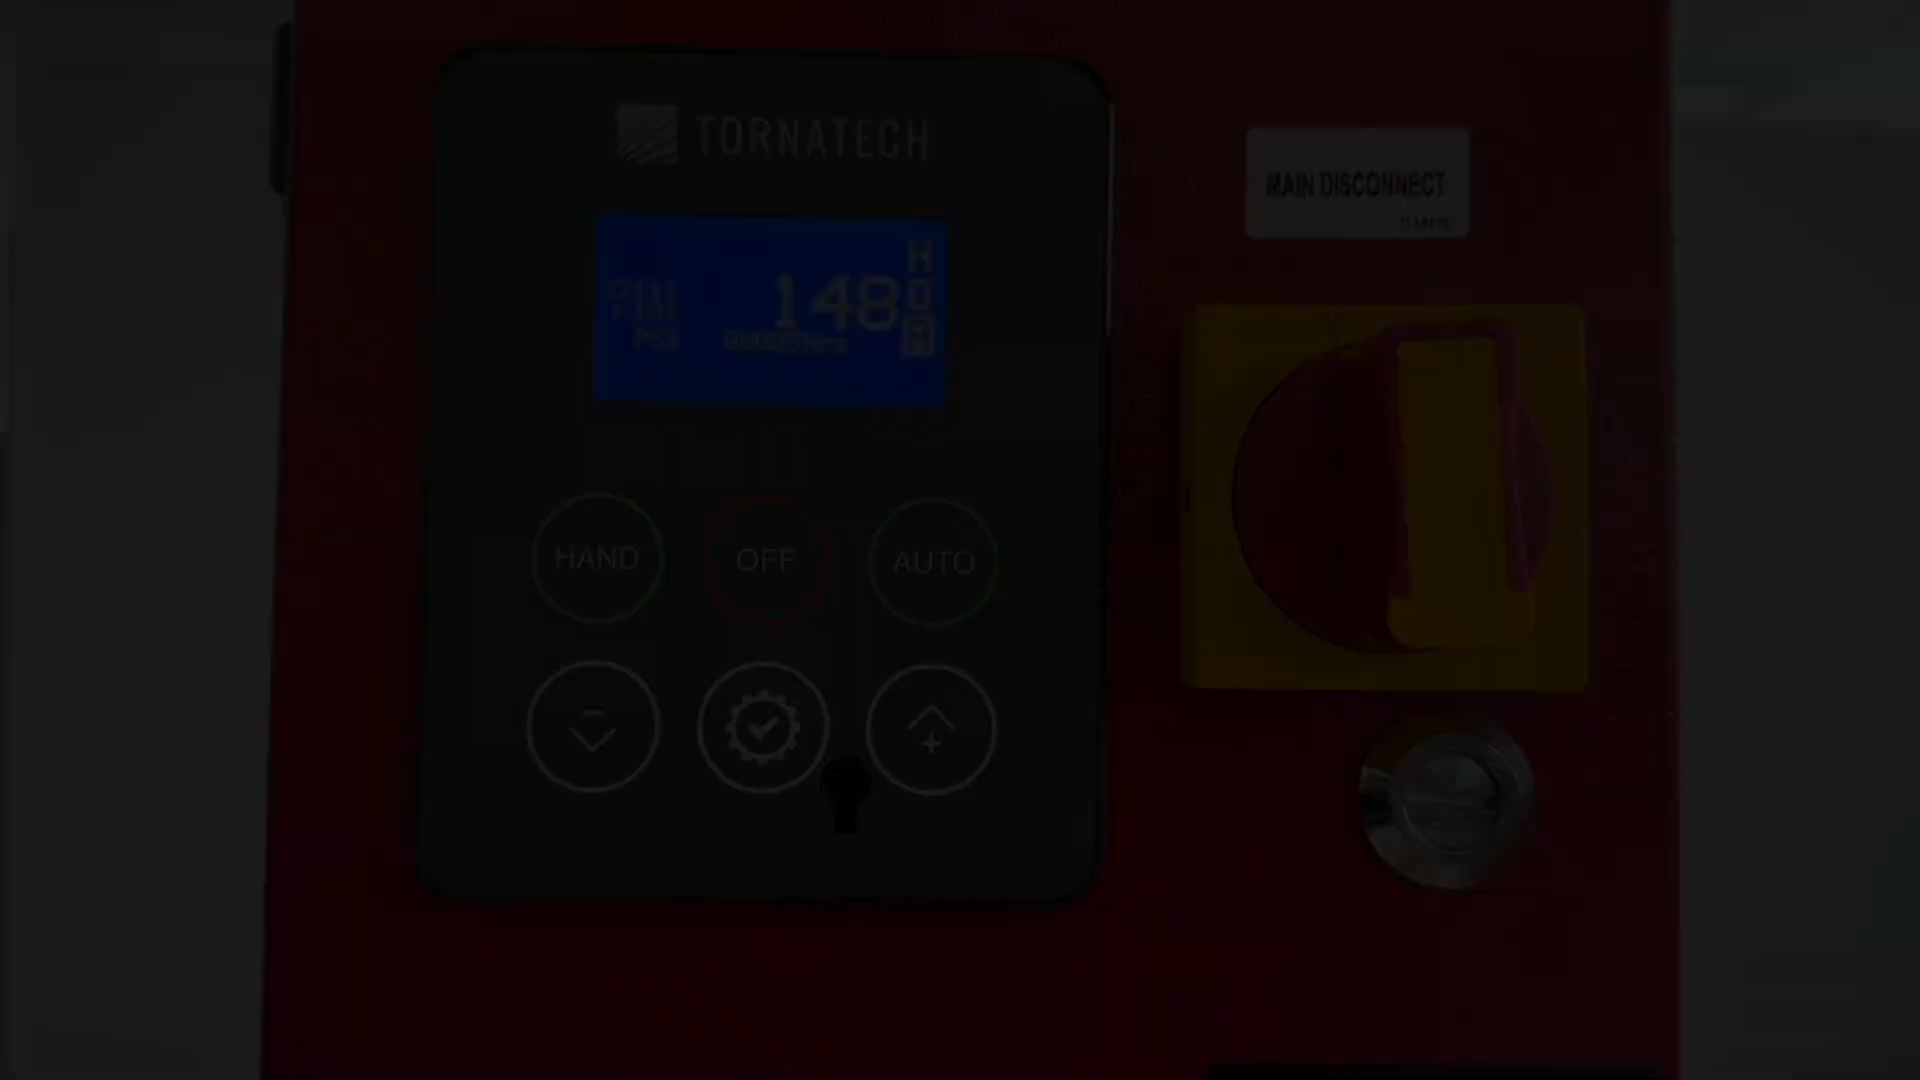 TORNATECH
MAIN DISCONNECT
H
148
O
PSI
A
HAND
OFF
AUTO